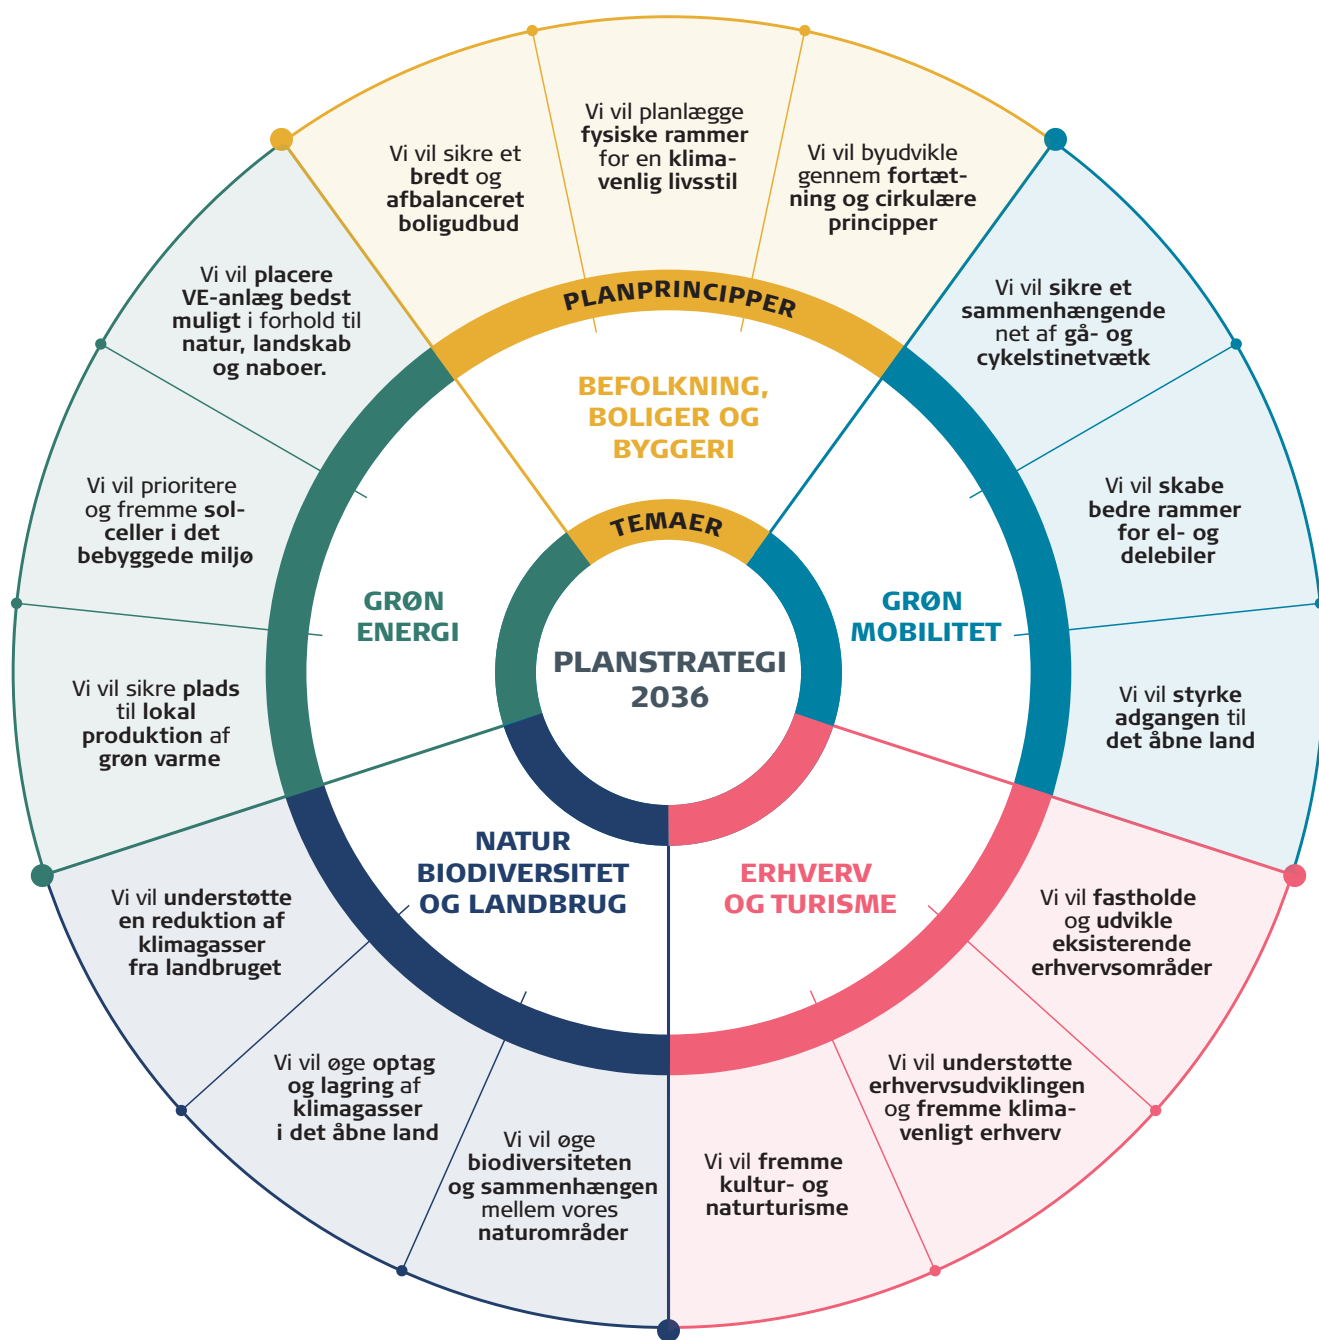 PLANSTRATEGI
2036
TEMAER
PLANPRINCIPPER
BEFOLKNING,
BOLIGER OG
BYGGERI
Vi vil sikre et
bredt og
afbalanceret
boligudbud
Vi vil planlægge
fysiske rammer
for en klima-
venlig livsstil
Vi vil byudvikle
gennem fortæt-
ning og cirkulære
principper
GRØN
MOBILITET
Vi vil sikre et
sammenhængende
net af gå- og
cykelstinetvætk
Vi vil skabe
bedre rammer
for el- og
delebiler
Vi vil styrke
adgangen til
det åbne land
ERHVERV
OG TURISME
Vi vil fastholde
og udvikle
eksisterende
erhvervsområder
Vi vil understøtte
erhvervsudviklingen
og fremme klima-
venligt erhverv
Vi vil fremme
kultur- og
naturturisme
NATUR
BIODIVERSITET
OG LANDBRUG
Vi vil øge
biodiversiteten
og sammenhængen
mellem vores
naturområder
Vi vil øge optag
og lagring af
klimagasser
i det åbne land
Vi vil understøtte
en reduktion af
klimagasser
fra landbruget
GRØN
ENERGI
Vi vil sikre plads
til lokal
produktion af
grøn varme
Vi vil prioritere
og fremme sol-
celler i det
bebyggede miljø
Vi vil placere
VE-anlæg bedst
muligt i forhold til
natur, landskab
og naboer.